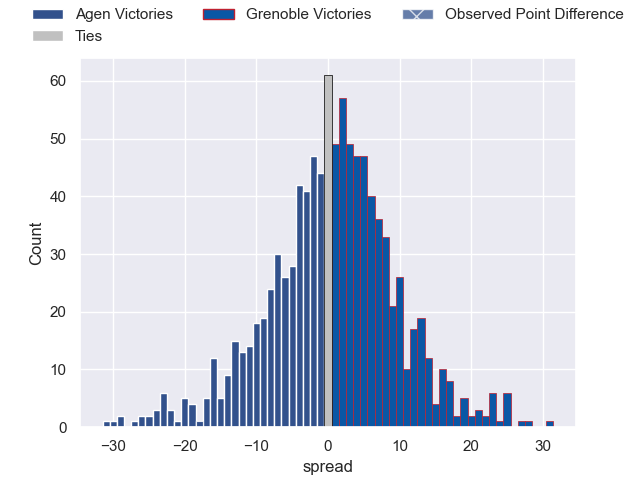 Agen Victories
Grenoble Victories
Observed Point Difference
Ties
60
50
40
30
20
10
0
Count
−30
−20
−10
0
10
20
30
spread